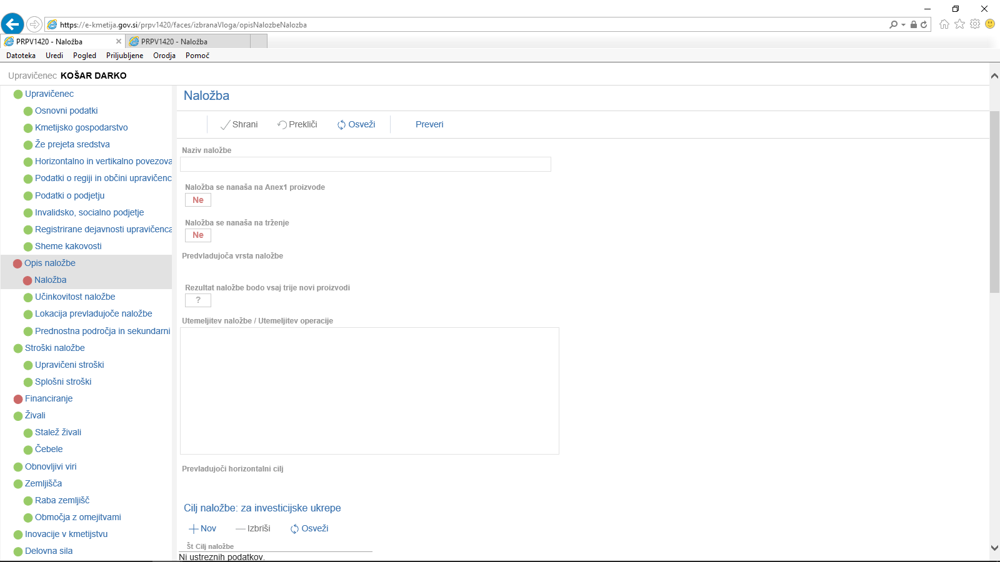 https://e-kmetija.gov.si/prpv1420/faces/izbranaVloga/opisNalozbeNalozba
PRPV1420 - Naložba
PRPV1420 - Naložba
Datoteka Uredi Pogled Priljubljene Orodja Pomoč
Upravičenec KOŠAR DARKO
Upravičenec
Osnovni podatki
Kmetijsko gospodarstvo
Že prejeta sredstva
Horizontalno in vertikalno povezova
Podatki o regiji in občini upravičenc
Podatki o podjetju
Invalidsko, socialno podjetje
Registrirane dejavnosti upravičenca
Sheme kakovosti
Opis naložbe
Naložba
Učinkovitost naložbe
Lokacija prevladujoče naložbe
Prednostna področja in sekundarni
Stroški naložbe
Upravičeni stroški
Splošni stroški
Financiranje
Živali
Stalež živali
Čebele
Obnovljivi viri
Zemljišča
Raba zemljišč
Območja z omejitvami
Inovacije v kmetijstvu
Delovna sila
Naložba
Shrani Prekliči Osveži Preveri
Naziv naložbe
Naložba se nanaša na Anex1 proizvode
Ne
Naložba se nanaša na trženje
Ne
Predvladujoča vrsta naložbe
Rezultat naložbe bodo vsaj trije novi proizvodi
?
Utemeljitev naložbe / Utemeljitev operacije
Prevladujoči horizontalni cilj
Cilj naložbe: za investicijske ukrepe
Nov Izbriši Osveži
Št Cilj naložbe
Ni ustreznih podatkov.